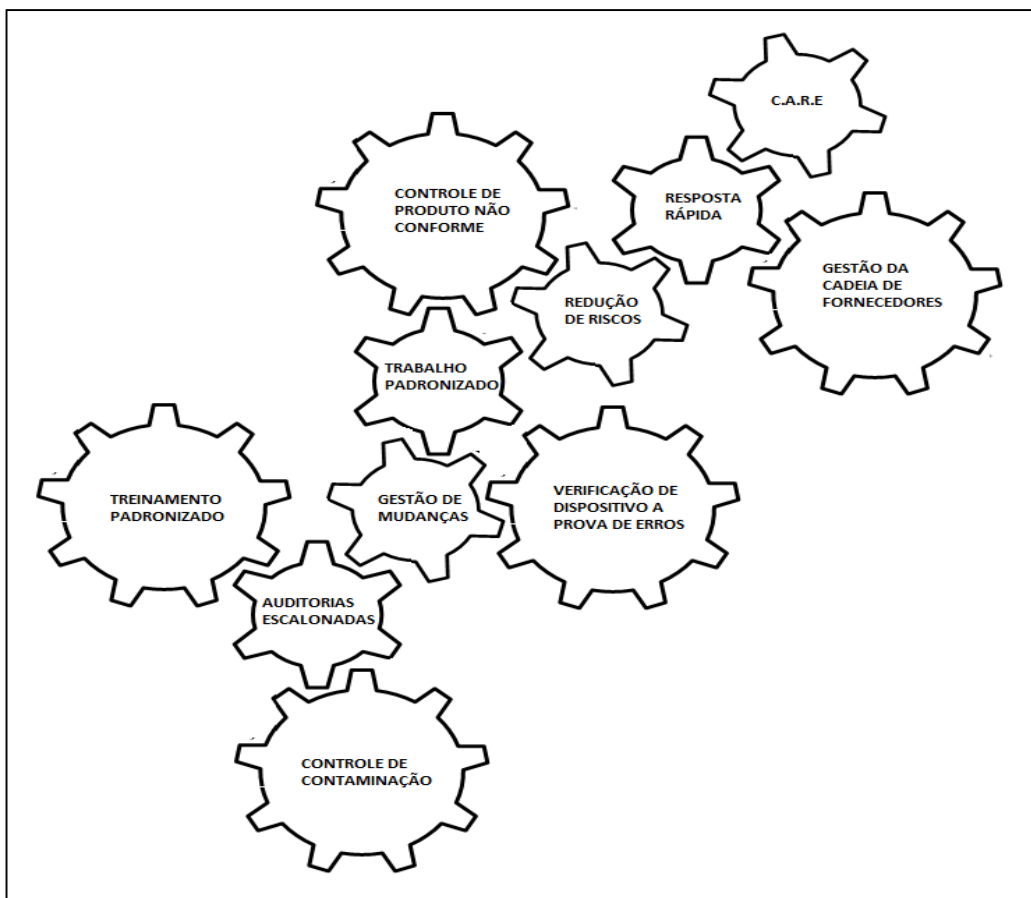 C.A.R.E
CONTROLE DE
PRODUTO NÃO
CONFORME
RESPOSTA
RÁPIDA
GESTÃO DA
CADEIA DE
FORNECEDORES
REDUÇÃO
DE RISCOS
TRABALHO
PADRONIZADO
TREINAMENTO
PADRONIZADO
GESTÃO DE
MUDANÇAS
VERIFICAÇÃO DE
DISPOSITIVO A
PROVA DE ERROS
AUDITORIAS
ESCALONADAS
CONTROLE DE
CONTAMINAÇÃO